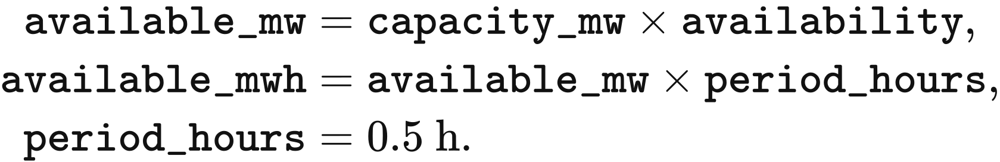 available_mw = capacity_mw × availability,
available_mwh = available_mw × period_hours,
period_hours = 0.5 h.